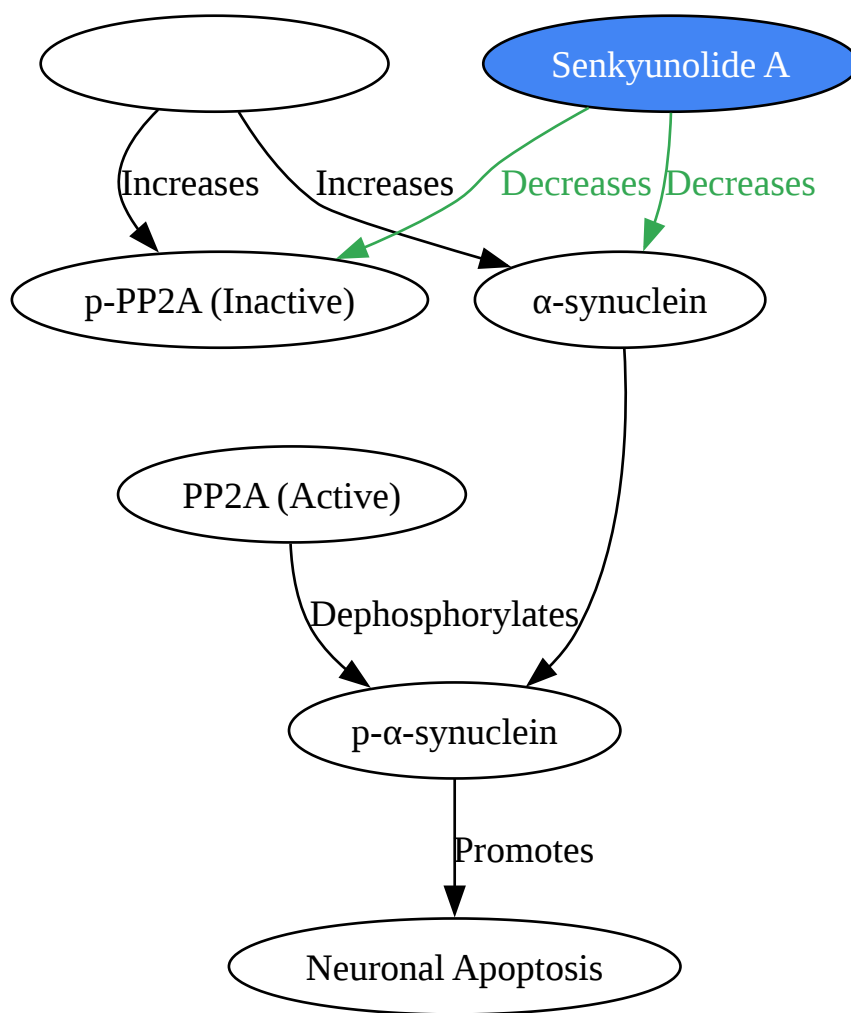 Senkyunolide A
Increases
Increases
Decreases
Decreases
p-PP2A (Inactive)
α-synuclein
PP2A (Active)
Dephosphorylates
p-α-synuclein
Promotes
Neuronal Apoptosis